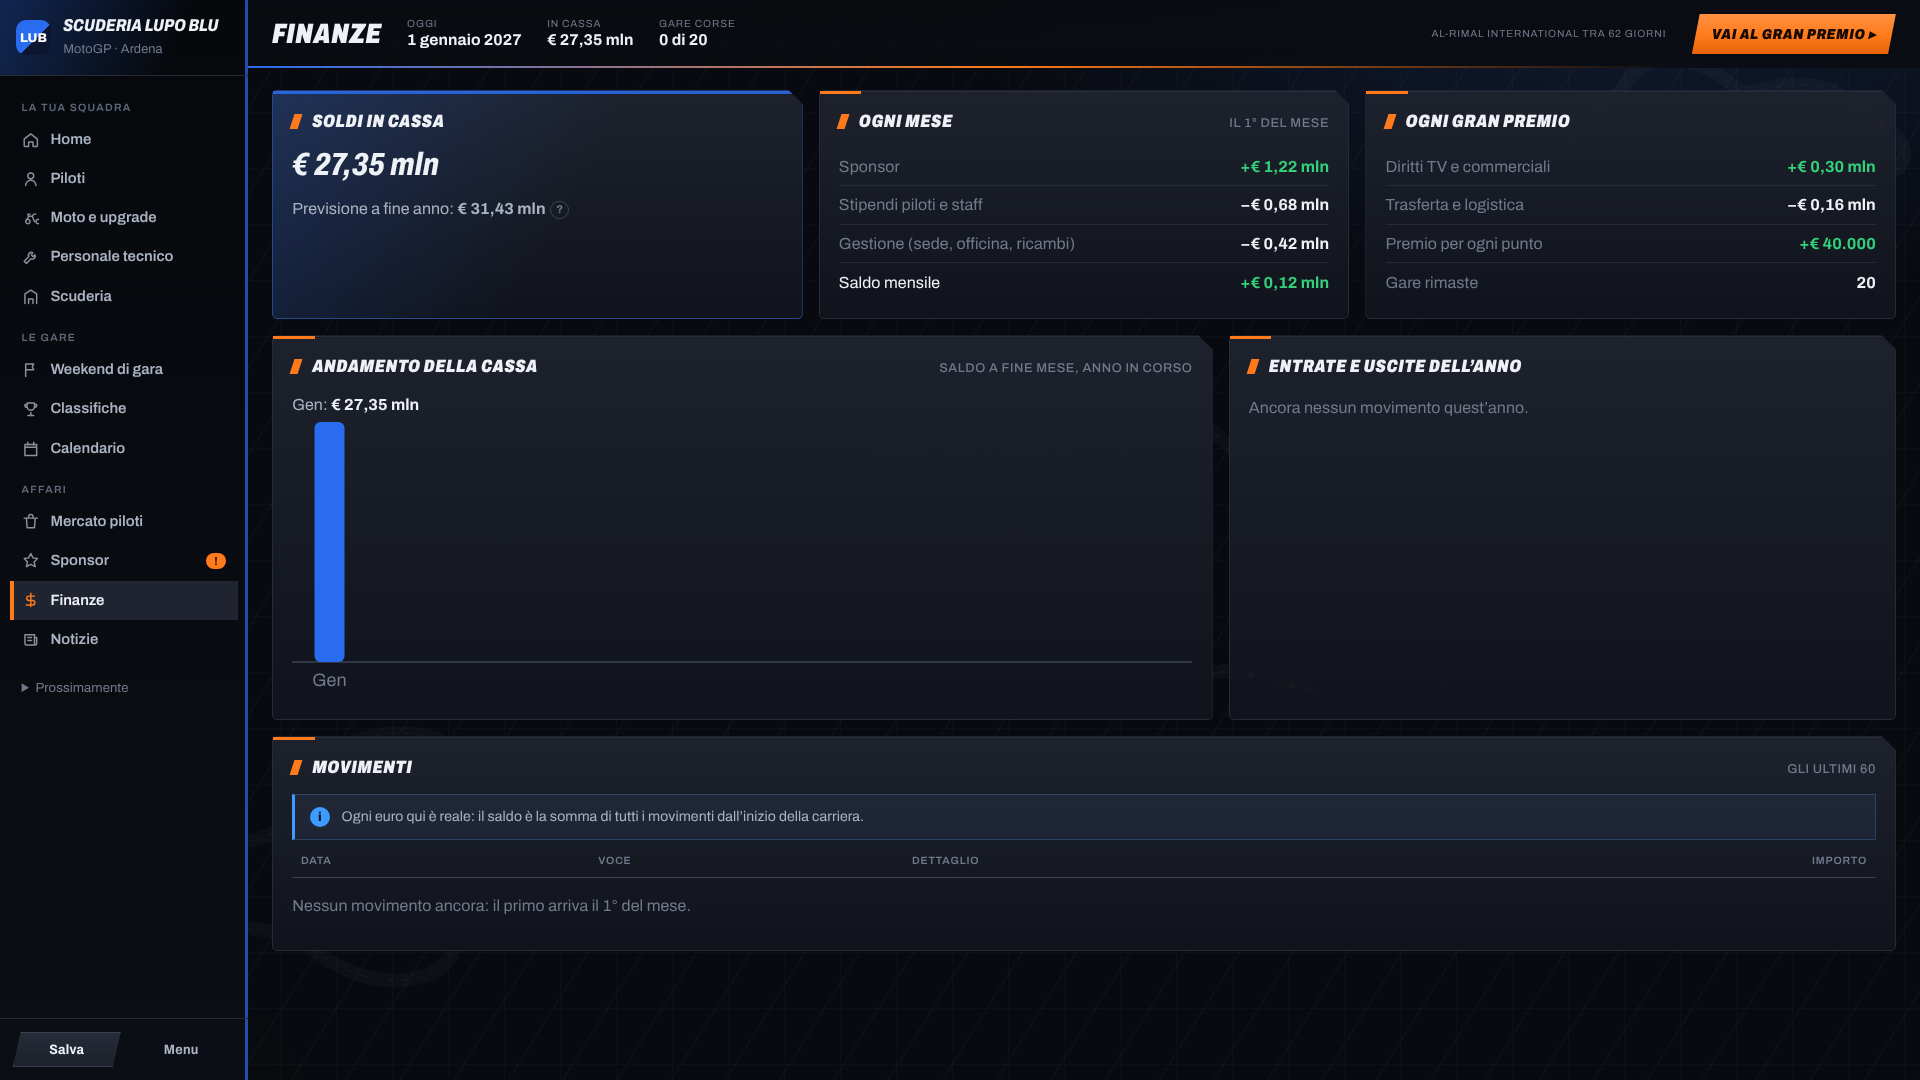 LUB
SCUDERIA LUPO BLU
MotoGP · Ardena
LA TUA SQUADRA
Home
Piloti
Moto e upgrade
Personale tecnico
Scuderia
LE GARE
Weekend di gara
Classifiche
Calendario
AFFARI
Mercato piloti
Sponsor !
Finanze
Notizie
▶ Prossimamente
Salva Menu
FINANZE
OGGI
1 gennaio 2027
IN CASSA
€ 27,35 mln
GARE CORSE
0 di 20
AL-RIMAL INTERNATIONAL TRA 62 GIORNI
VAI AL GRAN PREMIO ▸
SOLDI IN CASSA
€ 27,35 mln
Previsione a fine anno: € 31,43 mln ?
OGNI MESE IL 1° DEL MESE
Sponsor +€ 1,22 mln
Stipendi piloti e staff −€ 0,68 mln
Gestione (sede, officina, ricambi) −€ 0,42 mln
Saldo mensile +€ 0,12 mln
OGNI GRAN PREMIO
Diritti TV e commerciali +€ 0,30 mln
Trasferta e logistica −€ 0,16 mln
Premio per ogni punto +€ 40.000
Gare rimaste 20
ANDAMENTO DELLA CASSA SALDO A FINE MESE, ANNO IN CORSO
Gen: € 27,35 mln
Gen
ENTRATE E USCITE DELL’ANNO
Ancora nessun movimento quest’anno.
MOVIMENTI GLI ULTIMI 60
i Ogni euro qui è reale: il saldo è la somma di tutti i movimenti dall’inizio della carriera.
DATA VOCE DETTAGLIO IMPORTO
Nessun movimento ancora: il primo arriva il 1° del mese.